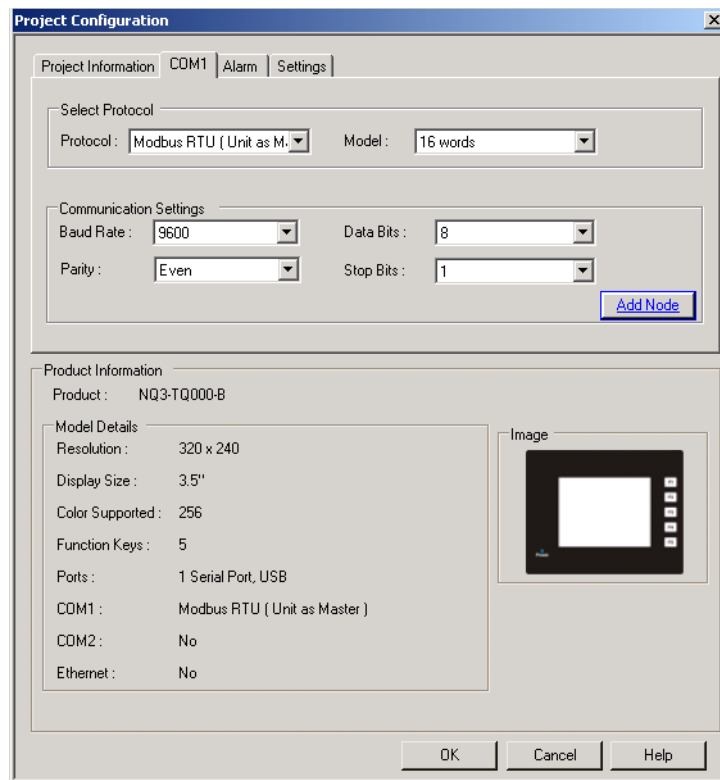 Project Configuration
Project Information COM1 Alarm Settings
Select Protocol
Protocol : Modbus RTU ( Unit as M. Model : 16 words
Communication Settings
Baud Rate : 9600 Data Bits : 8
Parity : Even Stop Bits : 1
Add Node
Product Information
Product : NQ3-TQ000-B
Model Details
Image
Resolution : 320 x 240
Display Size : 3.5''
Color Supported : 256
Function Keys : 5
Ports : 1 Serial Port, USB
COM1 : Modbus RTU ( Unit as Master )
COM2 : No
Ethernet : No
OK Cancel Help